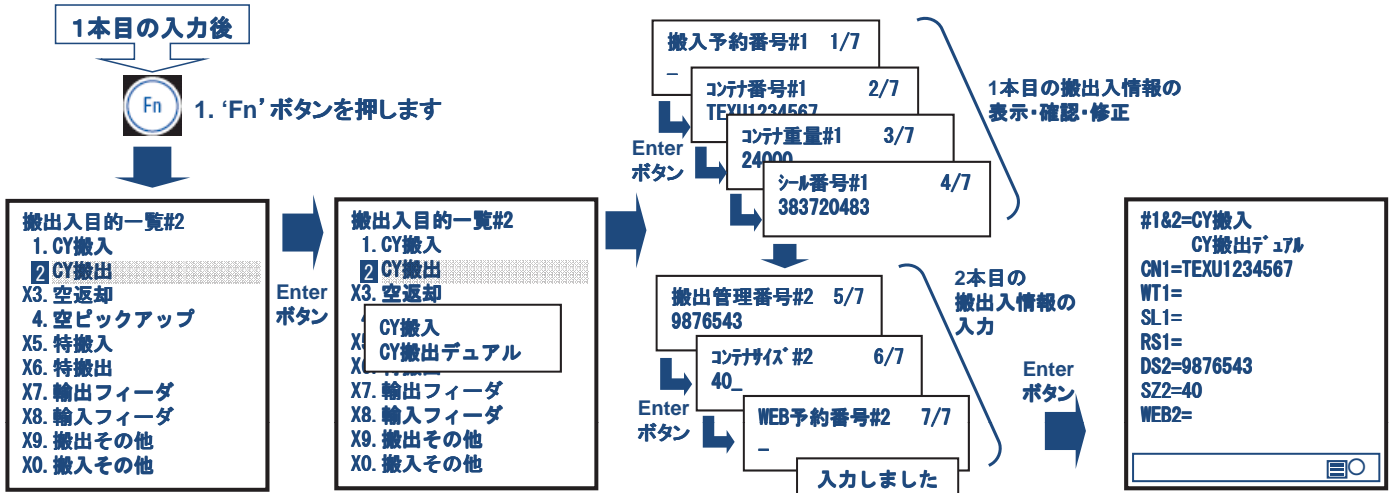 1本目の入力後
Fn
1. ‘Fn’ボタンを押します
搬出入目的一覧#2
1. CY搬入
2 CY搬出
X3. 空返却
4. 空ピックアップ
X5. 特搬入
X6. 特搬出
X7. 輸出フィーダ
X8. 輸入フィーダ
X9. 搬出その他
X0. 搬入その他
Enter
ボタン
搬出入目的一覧#2
1. CY搬入
2 CY搬出
X3. 空返却
CY搬入
CY搬出デュアル
X7. 輸出フィーダ
X8. 輸入フィーダ
X9. 搬出その他
X0. 搬入その他
搬入予約番号#1 1/7
_
コンテナ番号#1 2/7
TEXU1234567
コンテナ重量#1 3/7
24000
シール番号#1 4/7
383720483
Enter
ボタン
1本目の搬出入情報の
表示・確認・修正
搬出管理番号#2 5/7
9876543
コンテナサイズ#2 6/7
40_
WEB予約番号#2 7/7
_
入力しました
Enter
ボタン
2本目の
搬出入情報の
入力
Enter
ボタン
#1&2=CY搬入
CY搬出デュアル
CN1=TEXU1234567
WT1=
SL1=
RS1=
DS2=9876543
SZ2=40
WEB2=